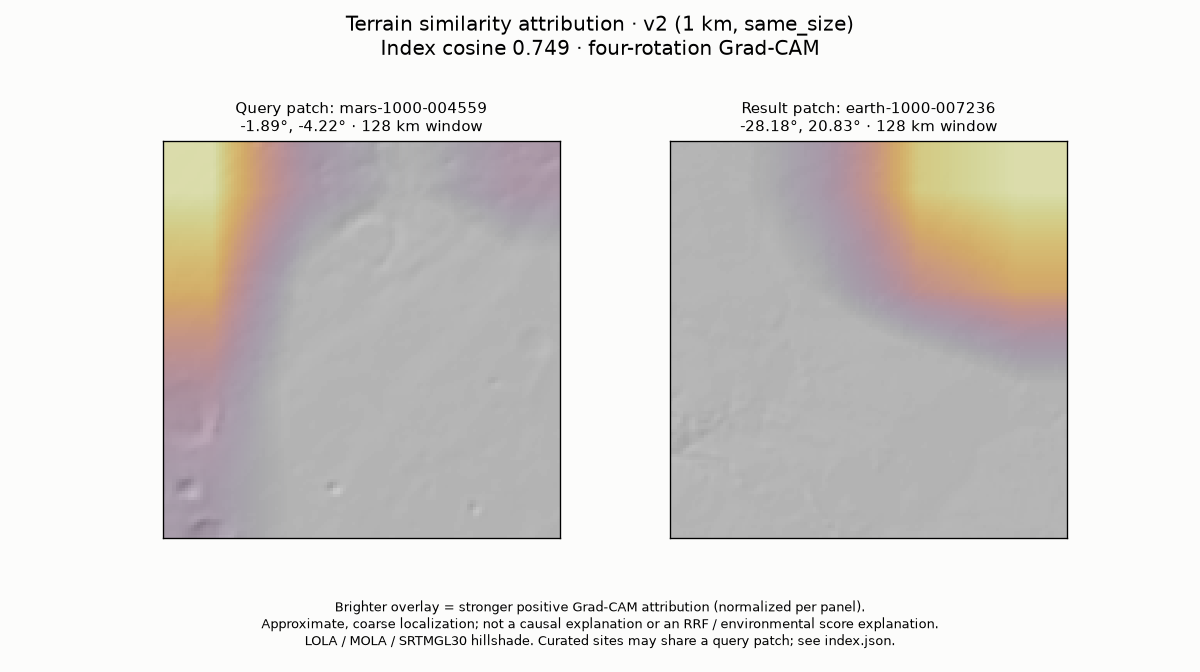 Terrain similarity attribution · v2 (1 km, same_size)
Index cosine 0.749 · four-rotation Grad-CAM
Query patch: mars-1000-004559
-1.89°, -4.22° · 128 km window
Result patch: earth-1000-007236
-28.18°, 20.83° · 128 km window
Brighter overlay = stronger positive Grad-CAM attribution (normalized per panel).
Approximate, coarse localization; not a causal explanation or an RRF / environmental score explanation.
LOLA / MOLA / SRTMGL30 hillshade. Curated sites may share a query patch; see index.json.